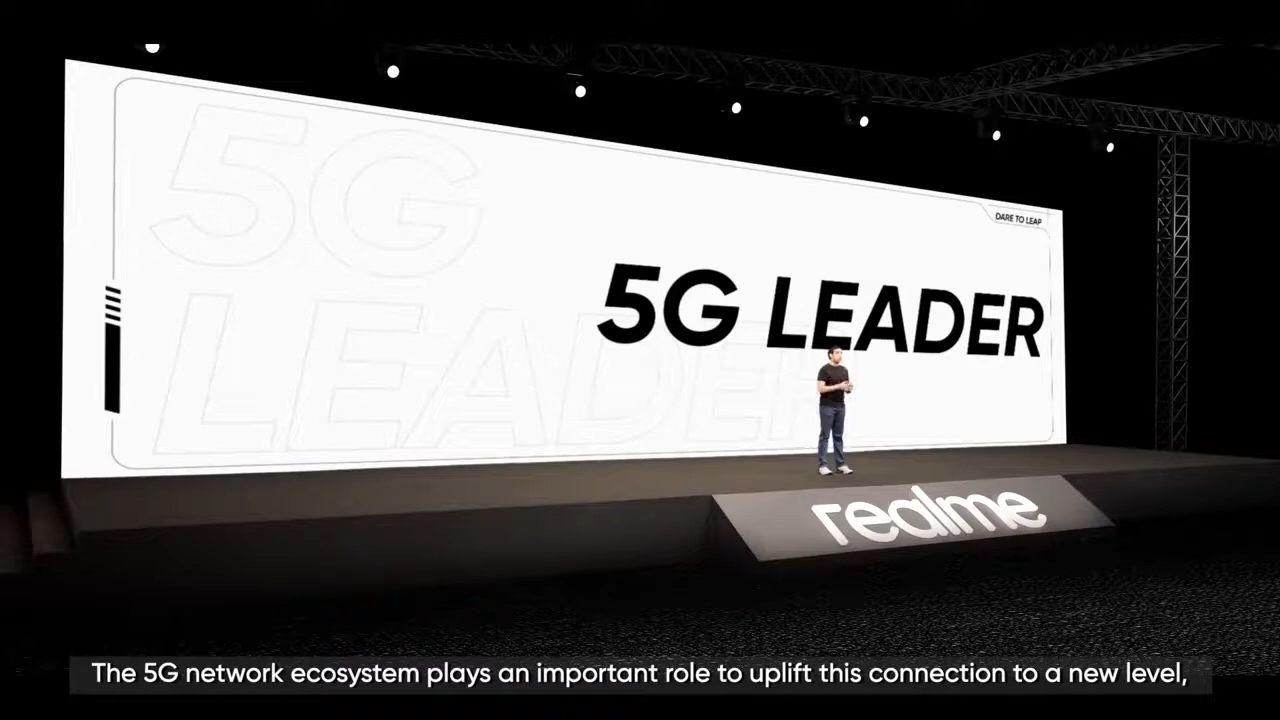 5G
LEADER
DARE TO LEAP
5G LEADER
realme
The 5G network ecosystem plays an important role to uplift this connection to a new level,